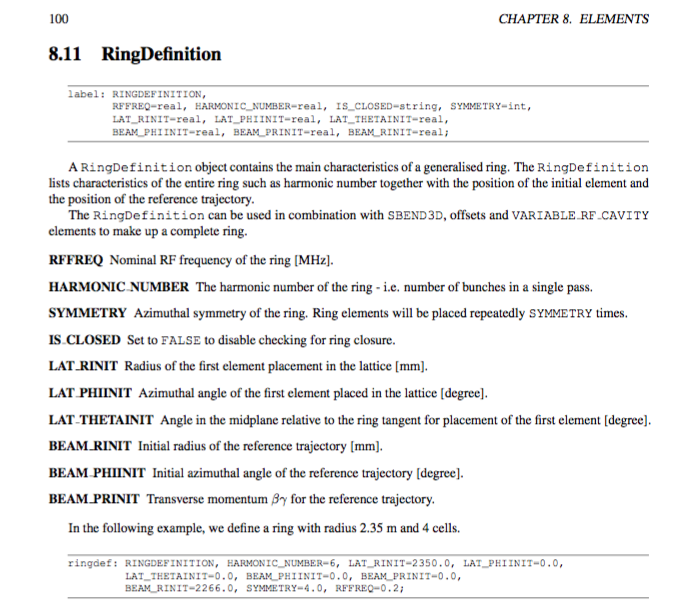 100
CHAPTER 8. ELEMENTS
8.11 RingDefinition
label: RINGDEFINITION,
RFFREQ=real, HARMONIC_NUMBER=real, IS_CLOSED=string, SYMMETRY=int,
LAT_RINIT=real, LAT_PHIINIT=real, LAT_THETAINIT=real,
BEAM_PHIINIT=real, BEAM_PRINIT=real, BEAM_RINIT=real;
A RingDefinition object contains the main characteristics of a generalised ring. The RingDefinition
lists characteristics of the entire ring such as harmonic number together with the position of the initial element and
the position of the reference trajectory.
The RingDefinition can be used in combination with SBEND3D, offsets and VARIABLE_RF_CAVITY
elements to make up a complete ring.
RFFREQ Nominal RF frequency of the ring [MHz].
HARMONIC_NUMBER The harmonic number of the ring - i.e. number of bunches in a single pass.
SYMMETRY Azimuthal symmetry of the ring. Ring elements will be placed repeatedly SYMMETRY times.
IS_CLOSED Set to FALSE to disable checking for ring closure.
LAT_RINIT Radius of the first element placement in the lattice [mm].
LAT_PHIINIT Azimuthal angle of the first element placed in the lattice [degree].
LAT_THETAINIT Angle in the midplane relative to the ring tangent for placement of the first element [degree].
BEAM_RINIT Initial radius of the reference trajectory [mm].
BEAM_PHIINIT Initial azimuthal angle of the reference trajectory [degree].
BEAM_PRINIT Transverse momentum βγ for the reference trajectory.
In the following example, we define a ring with radius 2.35 m and 4 cells.
ringdef: RINGDEFINITION, HARMONIC_NUMBER=6, LAT_RINIT=2350.0, LAT_PHIINIT=0.0,
LAT_THETAINIT=0.0, BEAM_PHIINIT=0.0, BEAM_PRINIT=0.0,
BEAM_RINIT=2266.0, SYMMETRY=4.0, RFFREQ=0.2;